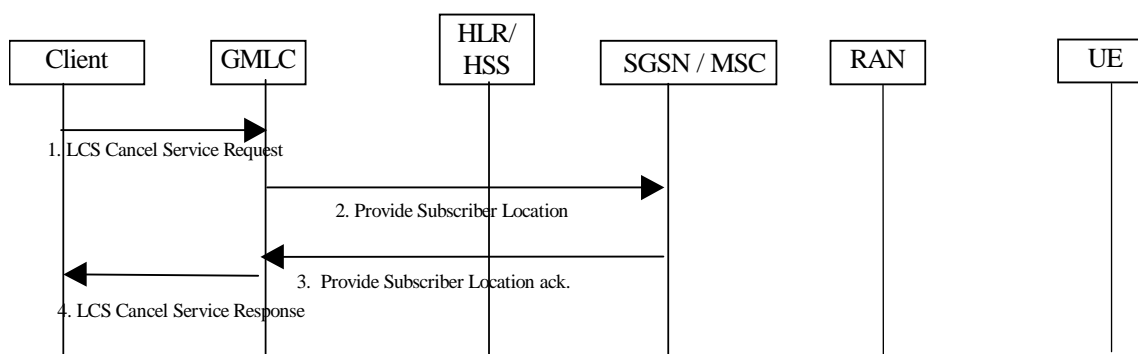 Client
GMLC
HLR/
HSS
SGSN / MSC
RAN
UE
1. LCS Cancel Service Request
2. Provide Subscriber Location
3. Provide Subscriber Location ack.
4. LCS Cancel Service Response